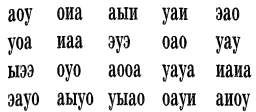 аоу оиа аыи уаи эао
уоа иаа эуэ оао уау
ыээ оуо аооа уауа иаиа
эауо аыуо уыао оауи аиоу